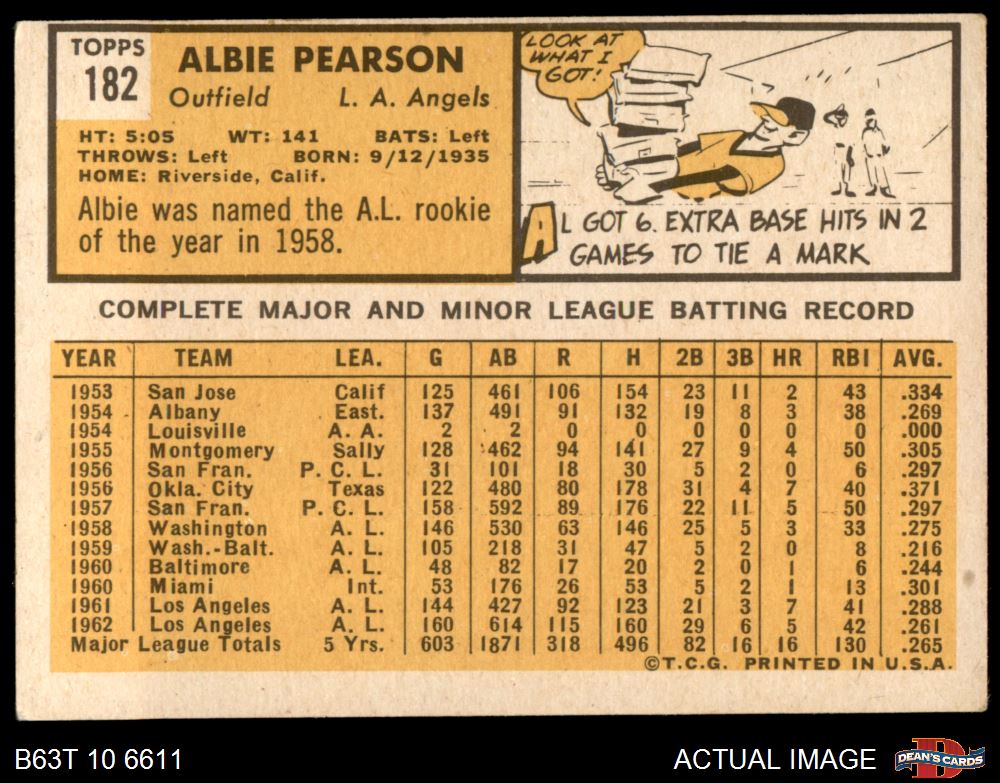 TOPPS
182
ALBIE PEARSON
Outfield L. A. Angels
HT: 5:05 WT: 141 BATS: Left
THROWS: Left BORN: 9/12/1935
HOME: Riverside, Calif.
Albie was named the A.L. rookie
of the year in 1958.
LOOK AT
WHAT I
GOT!
AL GOT 6 EXTRA BASE HITS IN 2
GAMES TO TIE A MARK
COMPLETE MAJOR AND MINOR LEAGUE BATTING RECORD
YEAR TEAM LEA. G AB R H 2B 3B HR RBI AVG.
1953 San Jose Calif 125 461 106 154 23 11 2 43 .334
1954 Albany East. 137 491 91 132 19 8 3 38 .269
1954 Louisville A. A. 2 2 0 0 0 0 0 0 .000
1955 Montgomery Sally 128 462 94 141 27 9 4 50 .305
1956 San Fran. P. C. L. 31 101 18 30 5 2 0 6 .297
1956 Okla. City Texas 122 480 80 178 31 4 7 40 .371
1957 San Fran. P. C. L. 158 592 89 176 22 11 5 50 .297
1958 Washington A. L. 146 530 63 146 25 5 3 33 .275
1959 Wash.-Balt. A. L. 105 218 31 47 5 2 0 8 .216
1960 Baltimore A. L. 48 82 17 20 2 0 1 6 .244
1960 Miami Int. 53 176 26 53 5 2 1 13 .301
1961 Los Angeles A. L. 144 427 92 123 21 3 7 41 .288
1962 Los Angeles A. L. 160 614 115 160 29 6 5 42 .261
Major League Totals 5 Yrs. 603 1871 318 496 82 16 16 130 .265
©T.C.G. PRINTED IN U.S.A.
B63T 10 6611
ACTUAL IMAGE
D
DEAN'S CARDS